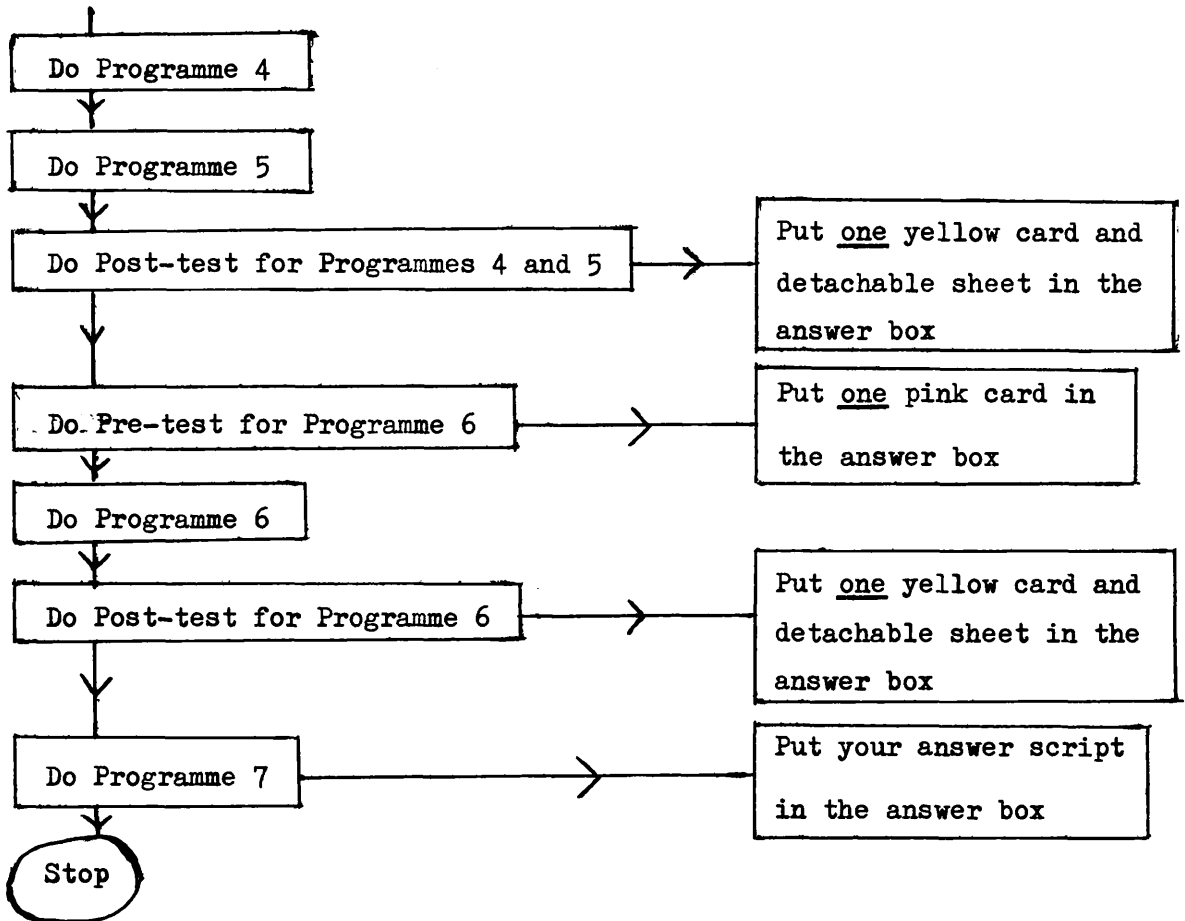 Do Programme 4
Do Programme 5
Do Post-test for Programmes 4 and 5
Put one yellow card and
detachable sheet in the
answer box
Do Pre-test for Programme 6
Put one pink card in
the answer box
Do Programme 6
Do Post-test for Programme 6
Put one yellow card and
detachable sheet in the
answer box
Do Programme 7
Put your answer script
in the answer box
Stop